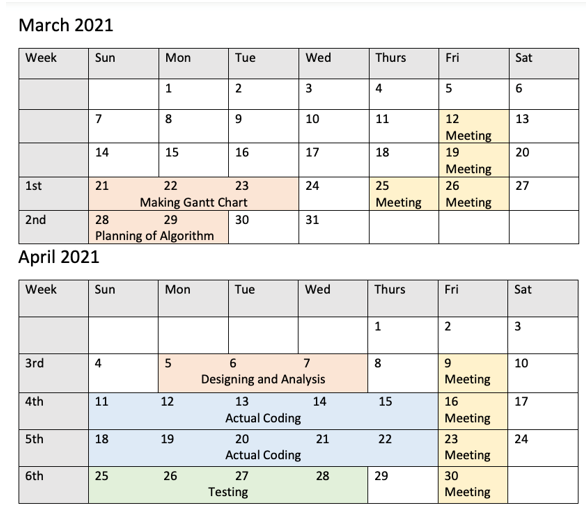 March 2021
Week Sun Mon Tue Wed Thurs Fri Sat
1 2 3 4 5 6
7 8 9 10 11 12 13
Meeting
14 15 16 17 18 19 20
Meeting
1st 21 22 23 24 25 26 27
Making Gantt Chart Meeting Meeting
2nd 28 29 30 31
Planning of Algorithm
April 2021
Week Sun Mon Tue Wed Thurs Fri Sat
1 2 3
3rd 4 5 6 7 8 9 10
Designing and Analysis Meeting
4th 11 12 13 14 15 16 17
Actual Coding Meeting
5th 18 19 20 21 22 23 24
Actual Coding Meeting
6th 25 26 27 28 29 30
Testing Meeting